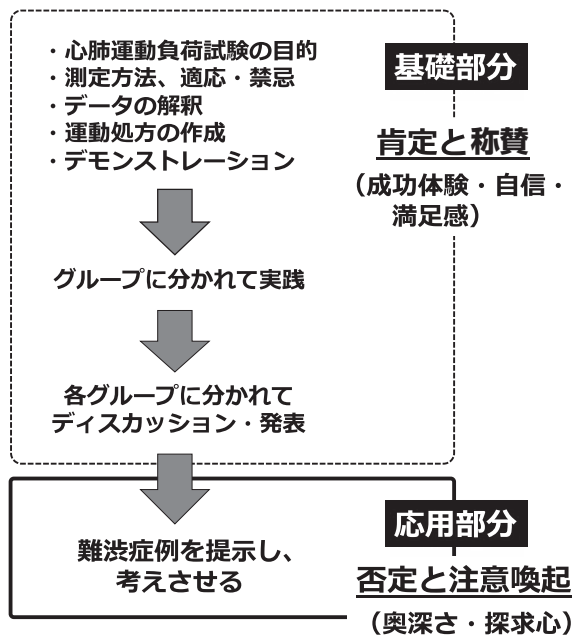 ・心肺運動負荷試験の目的
・測定方法、適応・禁忌
・データの解釈
・運動処方の作成
・デモンストレーション
基礎部分
肯定と称賛
（成功体験・自信・
満足感）
グループに分かれて実践
各グループに分かれて
ディスカッション・発表
難渋症例を提示し、
考えさせる
応用部分
否定と注意喚起
（奥深さ・探求心）